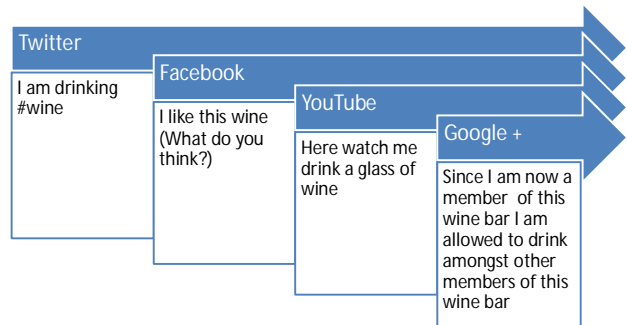 Twitter
I am drinking
#wine
Facebook
I like this wine
(What do you
think?)
YouTube
Here watch me
drink a glass of
wine
Google +
Since I am now a
member of this
wine bar I am
allowed to drink
amongst other
members of this
wine bar